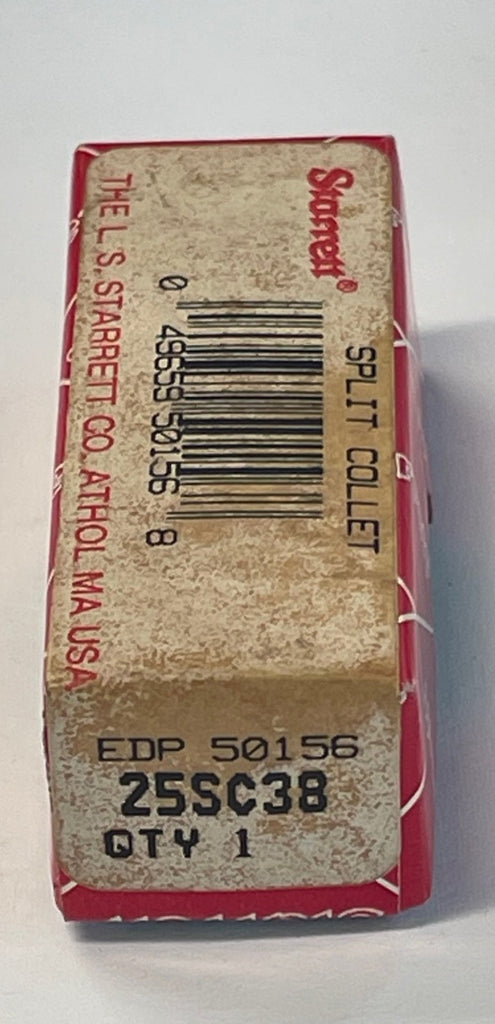 Starrett®
SPLIT COLLET
0 49659 50156 8
THE L. S. STARRETT CO. ATHOL MA USA
EDP 50156
25SC38
QTY 1